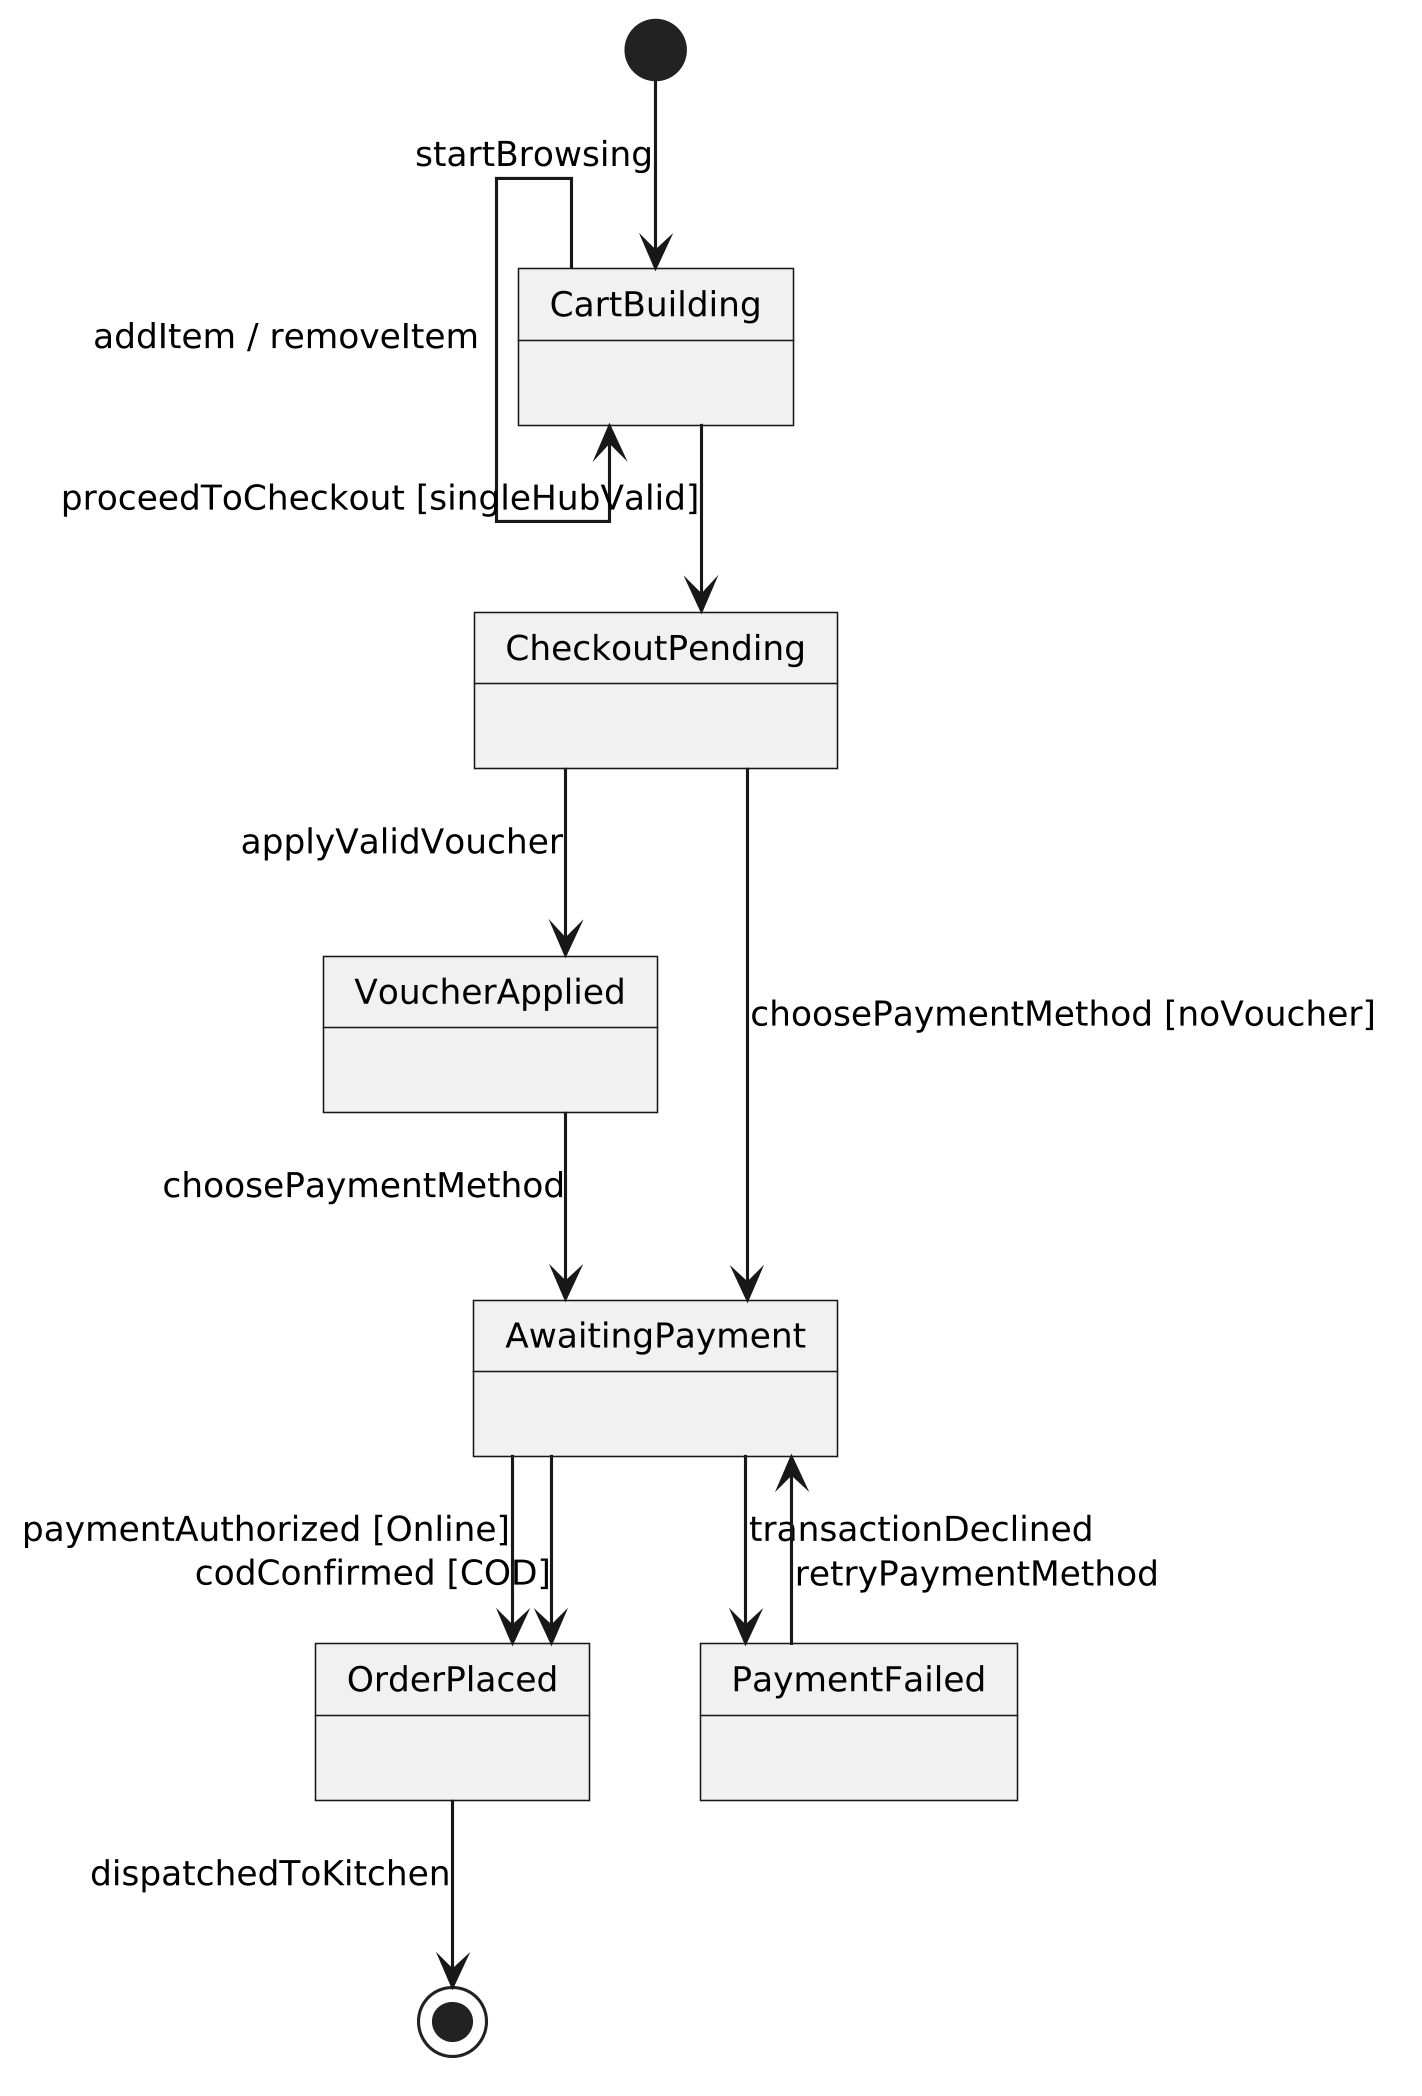 startBrowsing
CartBuilding
addItem / removeItem
proceedToCheckout [singleHubValid]
CheckoutPending
applyValidVoucher
VoucherApplied
choosePaymentMethod [noVoucher]
choosePaymentMethod
AwaitingPayment
paymentAuthorized [Online]
transactionDeclined
codConfirmed [COD]
retryPaymentMethod
OrderPlaced
PaymentFailed
dispatchedToKitchen